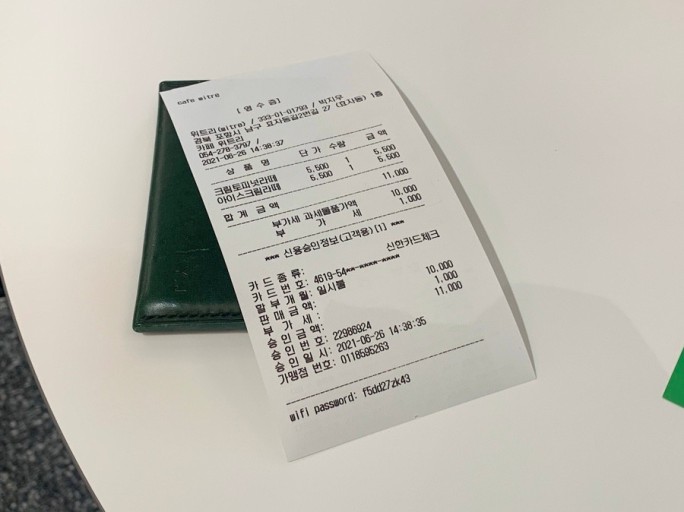 cafe witre
[ 영 수 증]
위트리(witre) / 333-01-01793 / 박지우
경북 포항시 남구 효자동길2번길 27 (효자동) 1층
카페 위트리
054-278-3797 /
2021-06-26 14:38:37
상 품 명 단 가 수량 금 액
크림토피넛라떼 5,500 1 5,500
아이스크림라떼 5,500 1 5,500
합 계 금 액 11,000
부가세 과세물품가액 10,000
부 가 세 1,000
*** 신용승인정보(고객용)[1] ***
카 드 종 류: 신한카드체크
카 드 번 호: 4619-54**-****-****
할 부 개 월: 일시불
판 매 금 액: 10,000
부 가 세 : 1,000
승 인 금 액: 11,000
승 인 번 호: 22986924
승 인 일 시: 2021-06-26 14:38:35
가맹점 번호: 0118595263
wifi password: f5dd27zk43